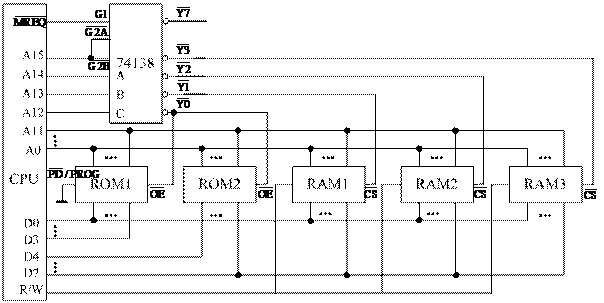 G1 Y7
MREQ
G2A
A15 74138 Y3
G2B
A14 A Y2
A13 B Y1
A12 C Y0
A11
A0 ... ... ... ... ...
PD/PROG
CPU ROM1 ROM2 RAM1 RAM2 RAM3
OE OE CS CS CS
D0 ... ... ... ... ...
D3
D4
D7
R/W